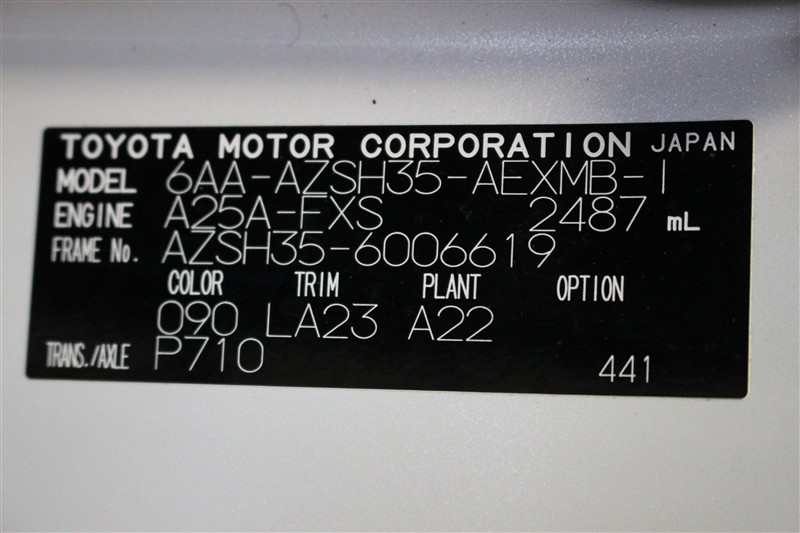 TOYOTA MOTOR CORPORATION JAPAN
MODEL 6AA-AZSH35-AEXMB-I
ENGINE A25A-FXS 2487 mL
FRAME No. AZSH35-6006619
COLOR TRIM PLANT OPTION
090 LA23 A22
TRANS./AXLE P710 441